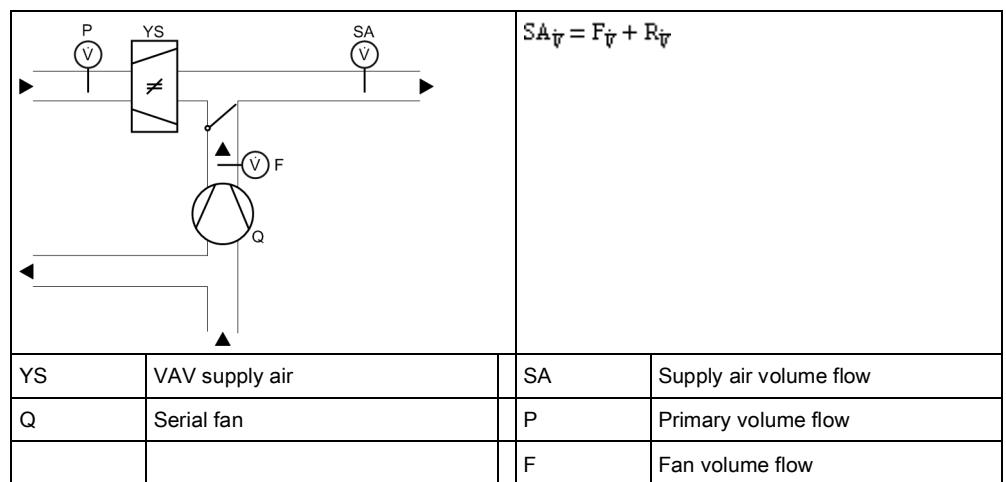 P YS SA
V̇ V̇
≠
V̇ F
Q
SA_V̇ = F_V̇ + R_V̇
YS VAV supply air SA Supply air volume flow
Q Serial fan P Primary volume flow
F Fan volume flow